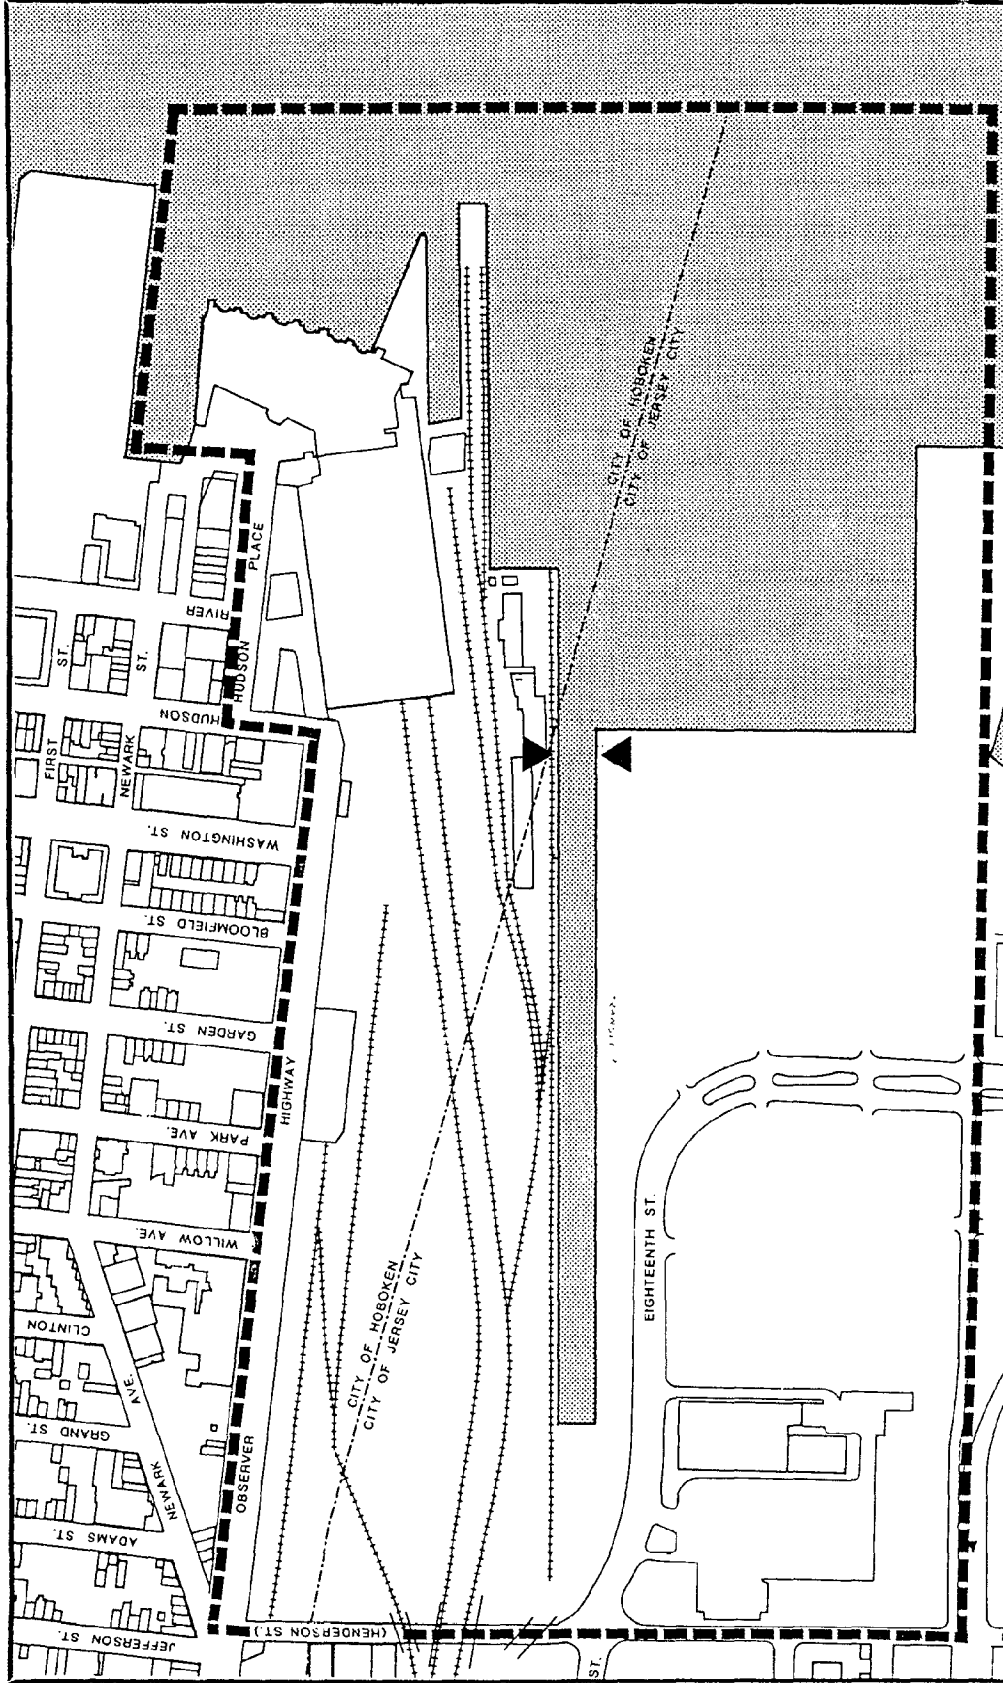 CITY OF HOBOKEN
CITY OF JERSEY CITY
PLACE
RIVER
ST.
ST.
HUDSON
HUDSON
FIRST
NEWARK
WASHINGTON ST.
BLOOMFIELD ST.
GARDEN ST.
HIGHWAY
PARK AVE.
WILLOW AVE.
EIGHTEENTH ST.
CITY OF HOBOKEN
CITY OF JERSEY CITY
CLINTON
AVE.
GRAND ST.
NEWARK
OBSERVER
ADAMS ST.
JEFFERSON ST.
(HENDERSON ST.)
ST.